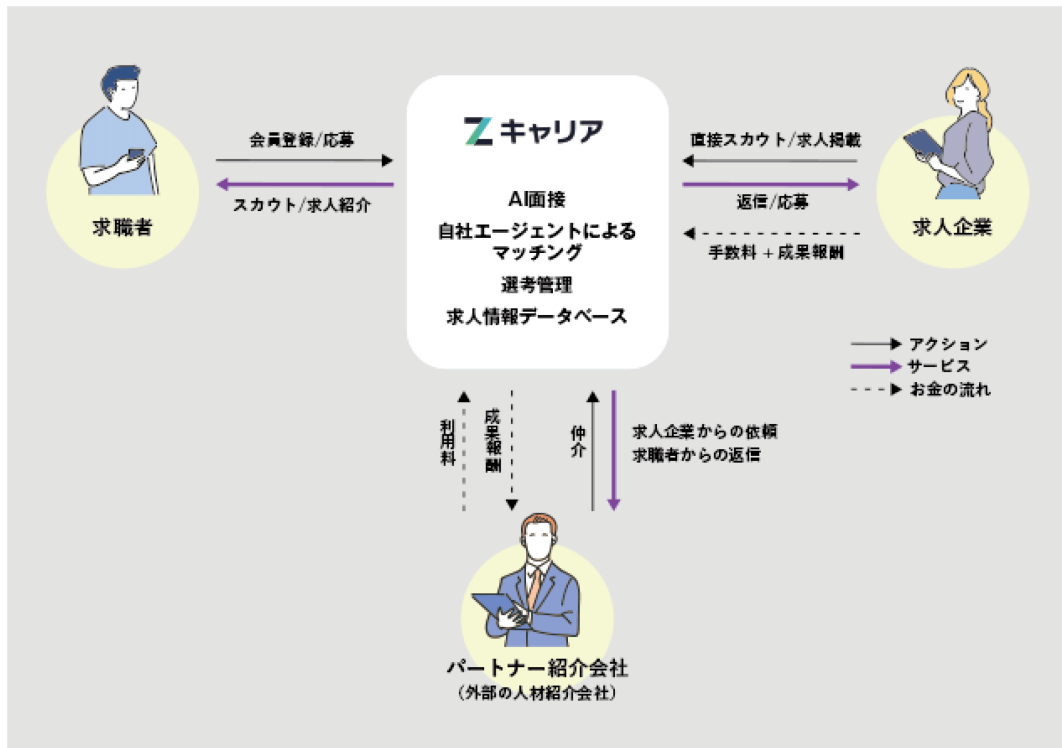 Zキャリア
AI面接
自社エージェントによる
マッチング
選考管理
求人情報データベース
会員登録/応募
スカウト/求人紹介
求職者
直接スカウト/求人掲載
返信/応募
手数料 + 成果報酬
求人企業
アクション
サービス
お金の流れ
利用料
成果報酬
仲介
求人企業からの依頼
求職者からの返信
パートナー紹介会社
（外部の人材紹介会社）